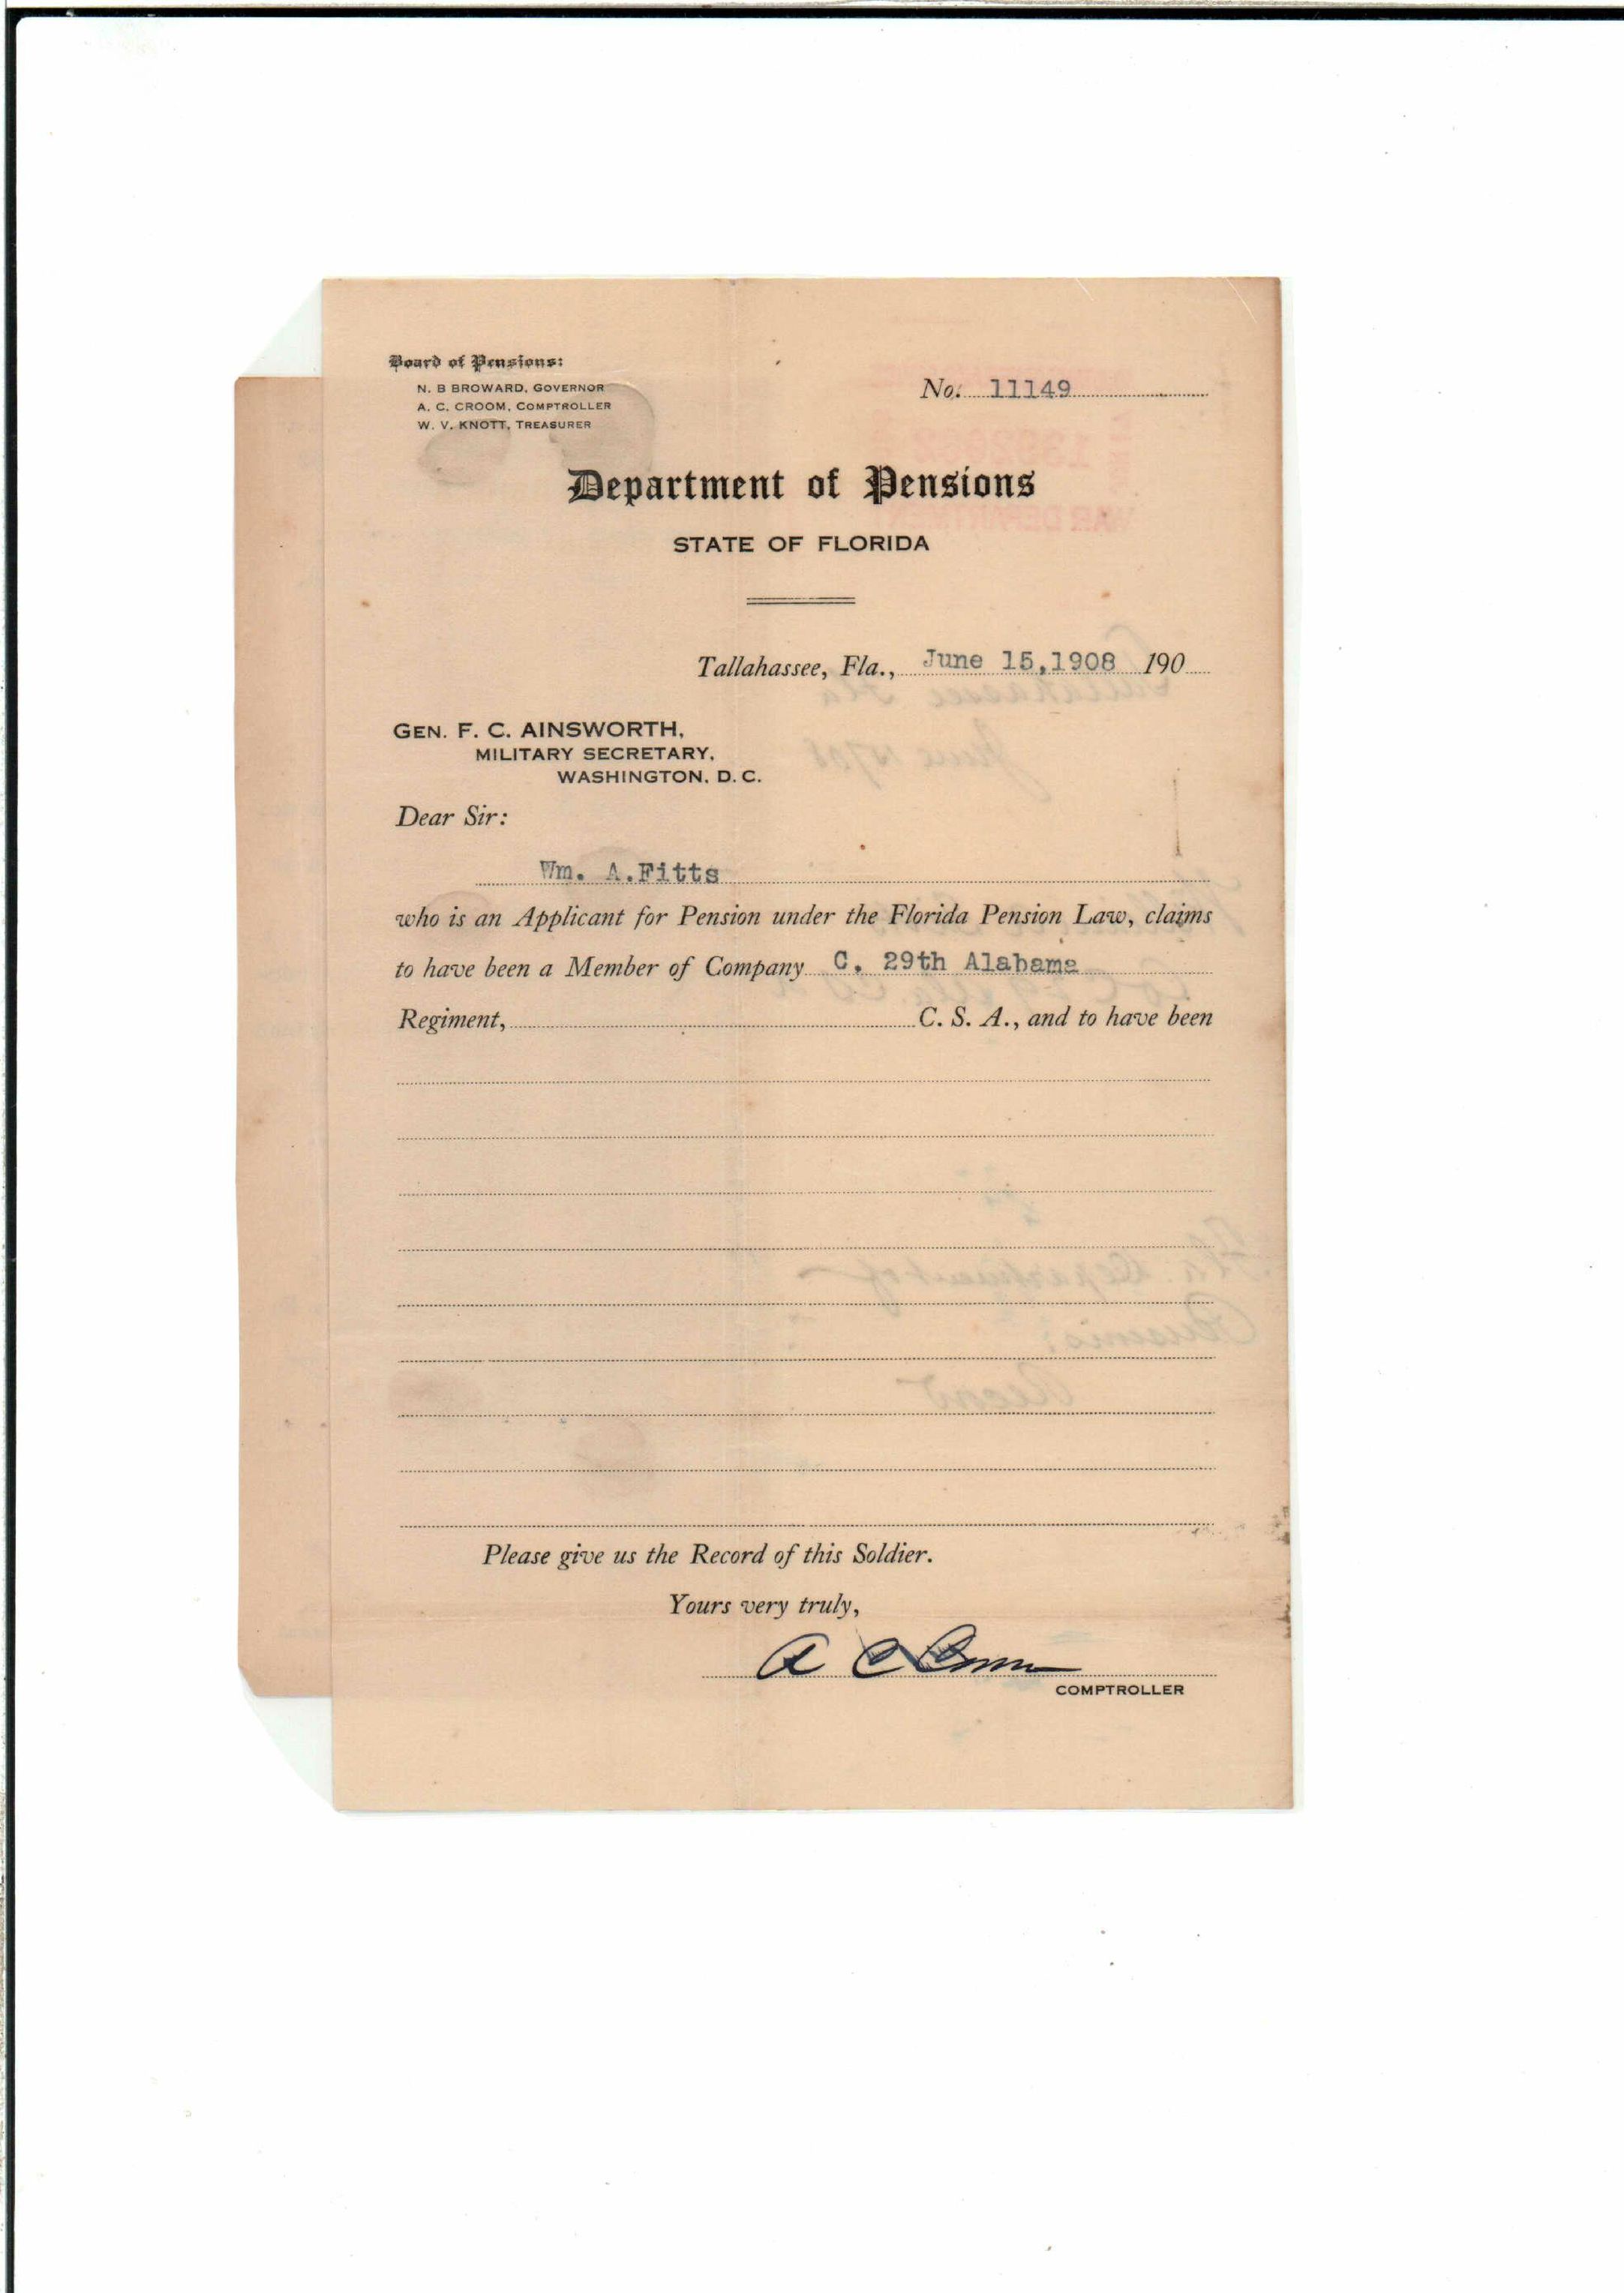 Board of Pensions:
N. B BROWARD, GOVERNOR
A. C. CROOM, COMPTROLLER
W. V. KNOTT, TREASURER
No. 11149
Department of Pensions
STATE OF FLORIDA
Tallahassee, Fla., June 15,1908 190
GEN. F. C. AINSWORTH,
MILITARY SECRETARY,
WASHINGTON, D. C.
Dear Sir:
Wm. A.Fitts
who is an Applicant for Pension under the Florida Pension Law, claims
to have been a Member of Company C. 29th Alabama
Regiment, C. S. A., and to have been
Please give us the Record of this Soldier.
Yours very truly,
A C Croom
COMPTROLLER